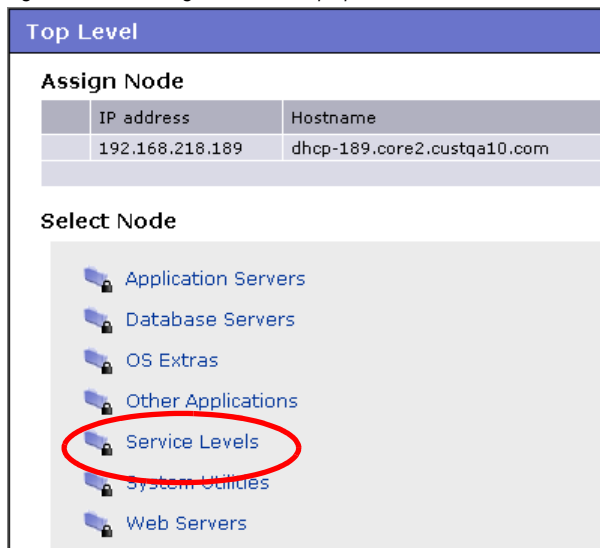 Top Level
Assign Node
IP address Hostname
192.168.218.189 dhcp-189.core2.custqa10.com
Select Node
Application Servers
Database Servers
OS Extras
Other Applications
Service Levels
System Utilities
Web Servers